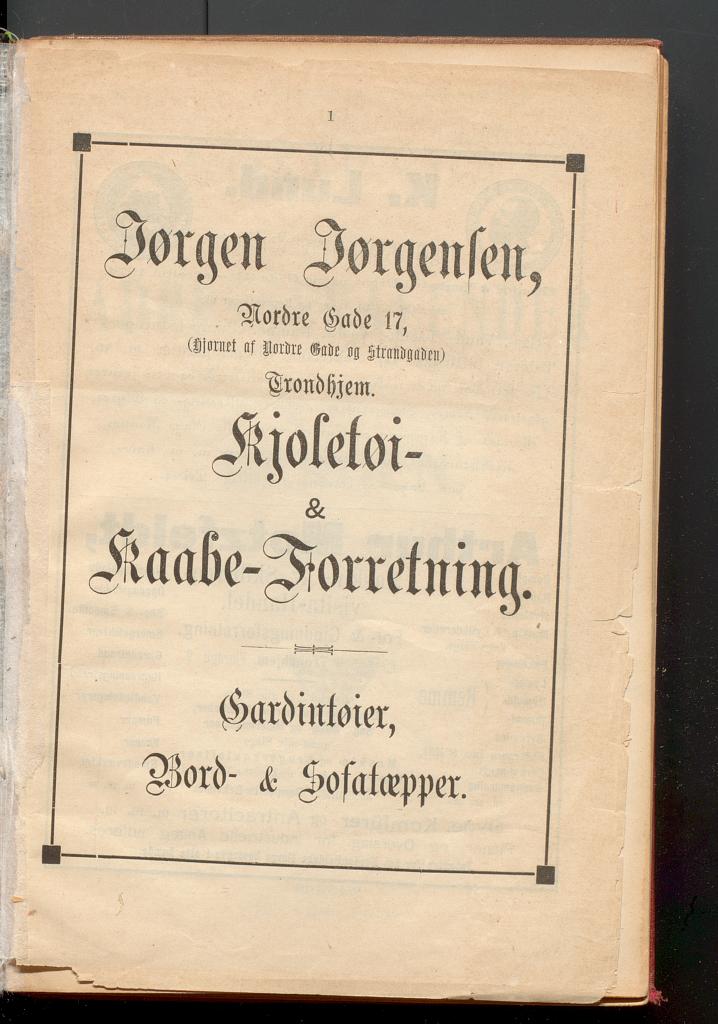 1
Jørgen Jørgensen,
Nordre Gade 17,
(Hjørnet af Nordre Gade og Strandgaden)
Trondhjem.
Kjoletøi-
&
Kaabe-Forretning.
Gardintøier,
Bord- & Sofatæpper.